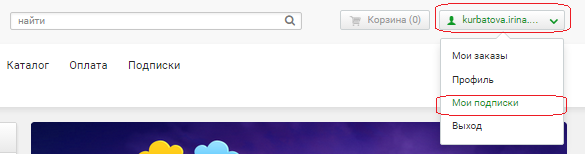 найти
Корзина (0)
kurbatova.irina....
Каталог Оплата Подписки
Мои заказы
Профиль
Мои подписки
Выход